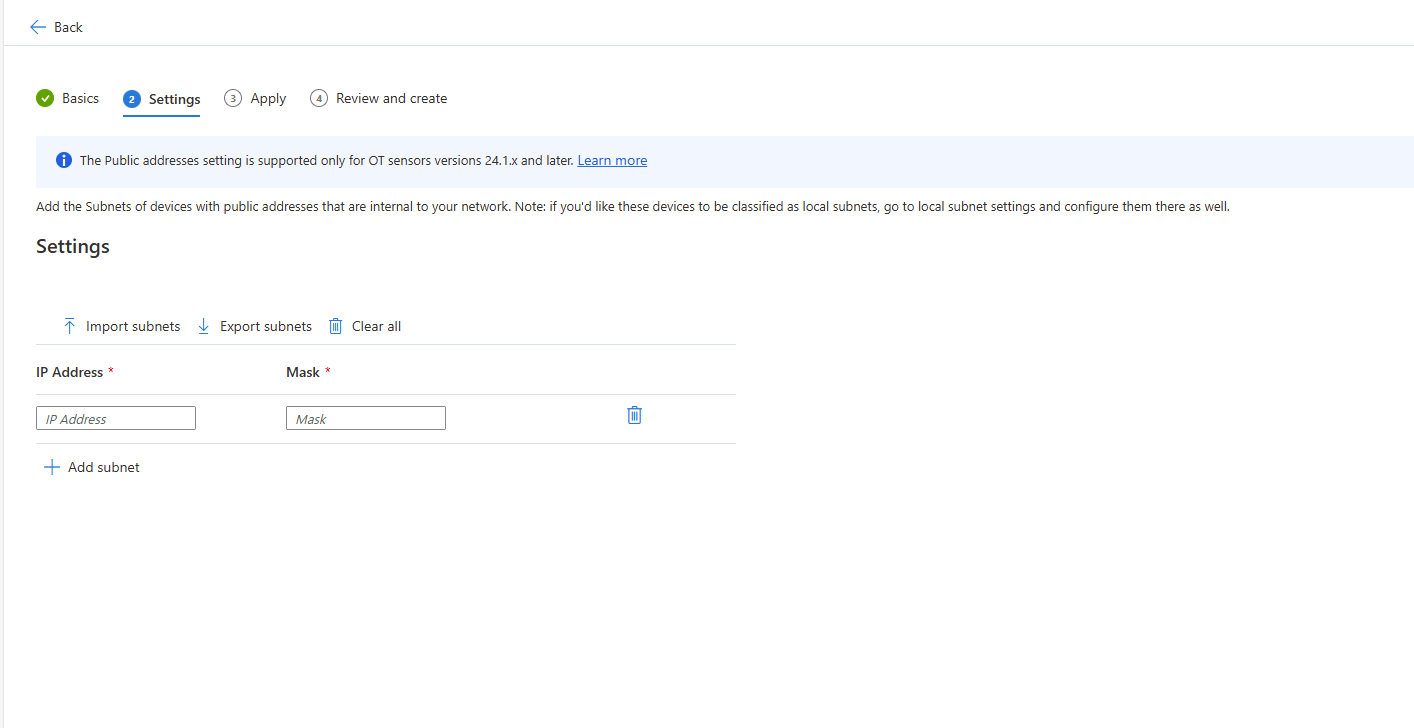 Back
Basics 2 Settings 3 Apply 4 Review and create
The Public addresses setting is supported only for OT sensors versions 24.1.x and later. Learn more
Add the Subnets of devices with public addresses that are internal to your network. Note: if you'd like these devices to be classified as local subnets, go to local subnet settings and configure them there as well.
Settings
Import subnets Export subnets Clear all
IP Address * Mask *
IP Address Mask
Add subnet